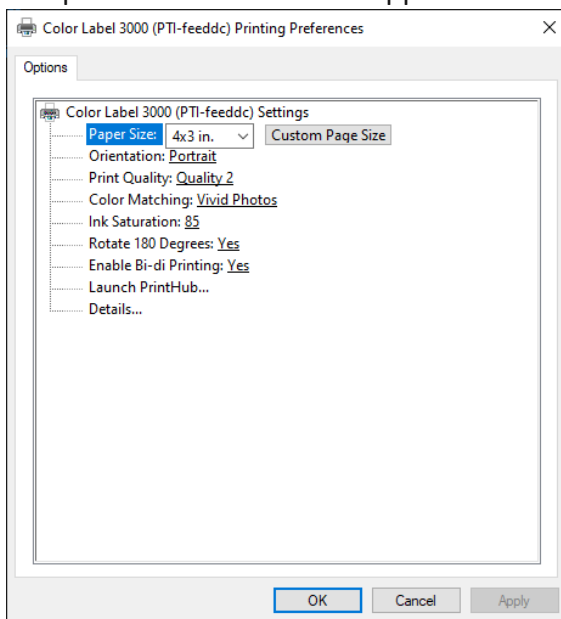 Color Label 3000 (PTI-feeddc) Printing Preferences
Options
Color Label 3000 (PTI-feeddc) Settings
Paper Size: 4x3 in. Custom Page Size
Orientation: Portrait
Print Quality: Quality 2
Color Matching: Vivid Photos
Ink Saturation: 85
Rotate 180 Degrees: Yes
Enable Bi-di Printing: Yes
Launch PrintHub...
Details...
OK Cancel Apply